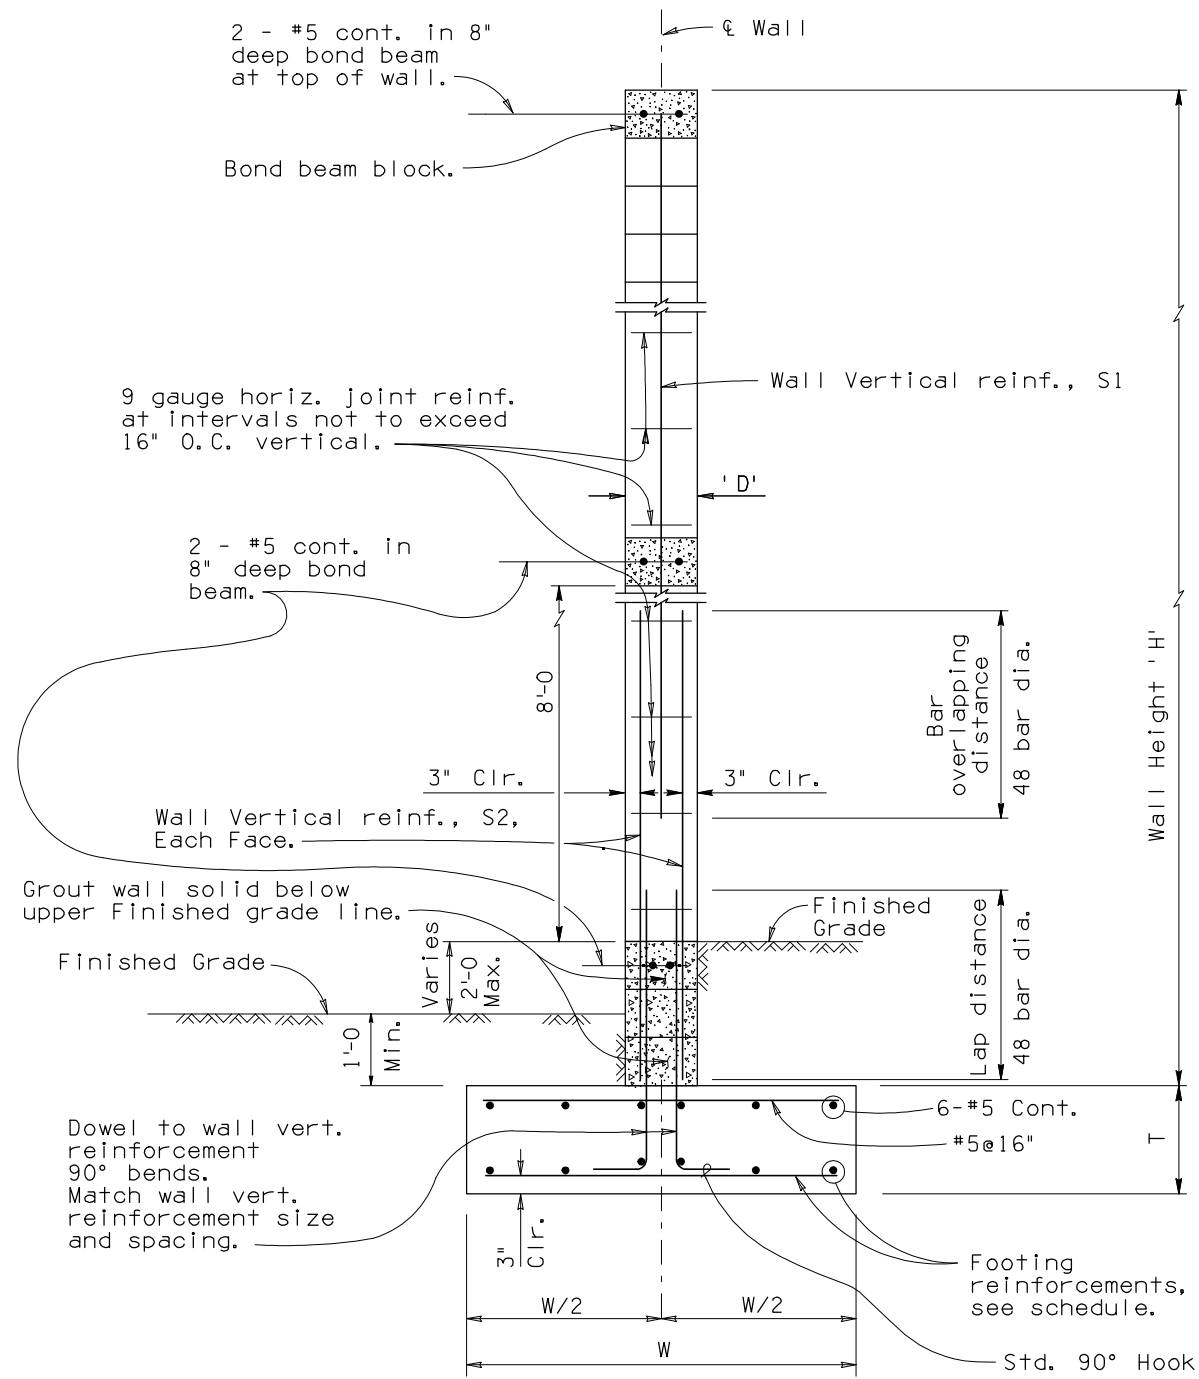 2 - #5 cont. in 8"
deep bond beam
at top of wall.
℄ Wall
Bond beam block.
Wall Vertical reinf., S1
9 gauge horiz. joint reinf.
at intervals not to exceed
16" O.C. vertical.
'D'
2 - #5 cont. in
8" deep bond
beam.
8'-0
Bar
overlapping
distance
48 bar dia.
Wall Height 'H'
3" Clr.
3" Clr.
Wall Vertical reinf., S2,
Each Face.
Grout wall solid below
upper Finished grade line.
Finished
Grade
Finished Grade
Varies
2'-0
Max.
1'-0
Min.
Lap distance
48 bar dia.
6-#5 Cont.
#5@16"
T
Dowel to wall vert.
reinforcement
90° bends.
Match wall vert.
reinforcement size
and spacing.
3"
Clr.
Footing
reinforcements,
see schedule.
W/2
W/2
W
Std. 90° Hook